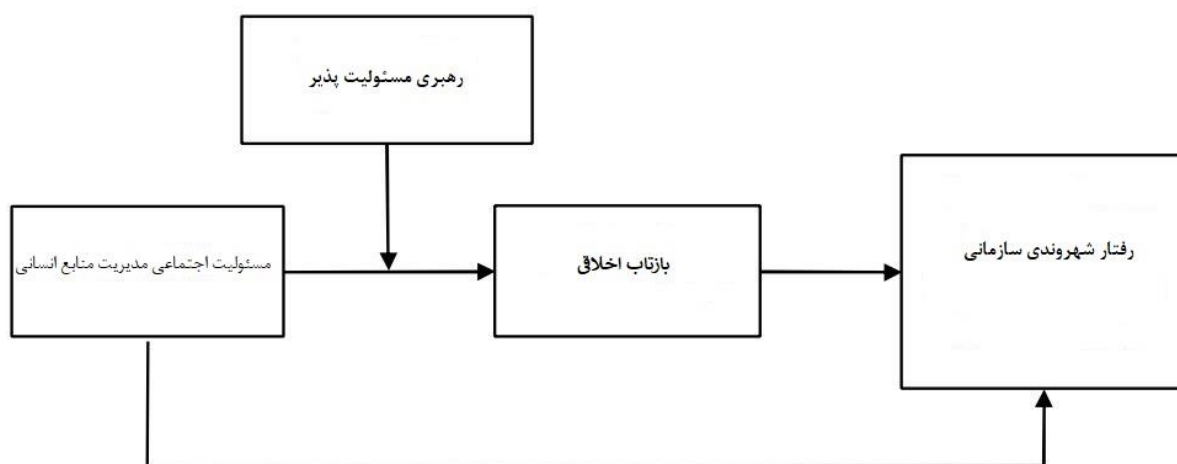 رهبری مسئولیت پذیر
مسئولیت اجتماعی مدیریت منابع انسانی
بازتاب اخلاقی
رفتار شهروندی سازمانی